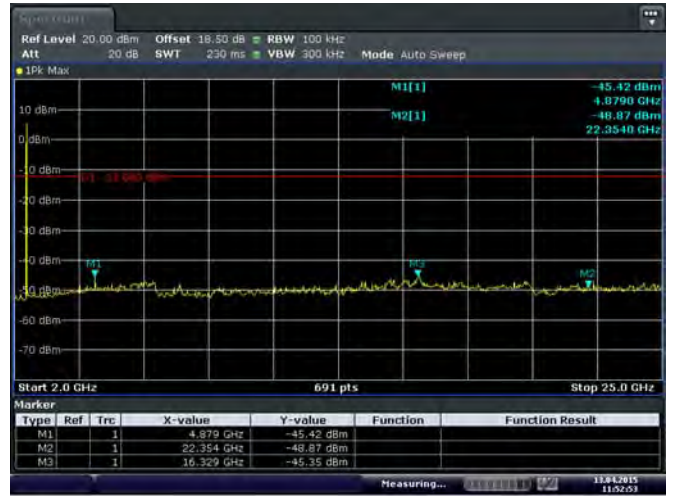 Spectrum
Ref Level 20.00 dBm Offset 18.50 dB RBW 100 kHz
Att 20 dB SWT 230 ms VBW 300 kHz Mode Auto Sweep
1Pk Max
M1[1] -45.42 dBm
4.8790 GHz
10 dBm M2[1] -48.87 dBm
22.3540 GHz
0 dBm
-10 dBm
-20 dBm
-30 dBm
-40 dBm
M1 M3
M2
-50 dBm
-60 dBm
-70 dBm
Start 2.0 GHz 691 pts Stop 25.0 GHz
Marker
Type Ref Trc X-value Y-value Function Function Result
M1 1 4.879 GHz -45.42 dBm
M2 1 22.354 GHz -48.87 dBm
M3 1 16.329 GHz -45.35 dBm
Measuring... 13.04.2015
11:52:53